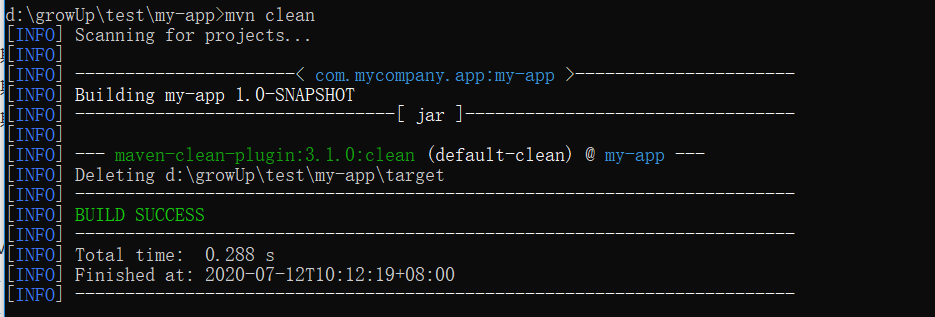 d:\growUp\test\my-app>mvn clean
[INFO] Scanning for projects...
[INFO]
[INFO] ----------------------< com.mycompany.app:my-app >----------------------
[INFO] Building my-app 1.0-SNAPSHOT
[INFO] --------------------------------[ jar ]---------------------------------
[INFO]
[INFO] --- maven-clean-plugin:3.1.0:clean (default-clean) @ my-app ---
[INFO] Deleting d:\growUp\test\my-app\target
[INFO] ------------------------------------------------------------------------
[INFO] BUILD SUCCESS
[INFO] ------------------------------------------------------------------------
[INFO] Total time:  0.288 s
[INFO] Finished at: 2020-07-12T10:12:19+08:00
[INFO] ------------------------------------------------------------------------